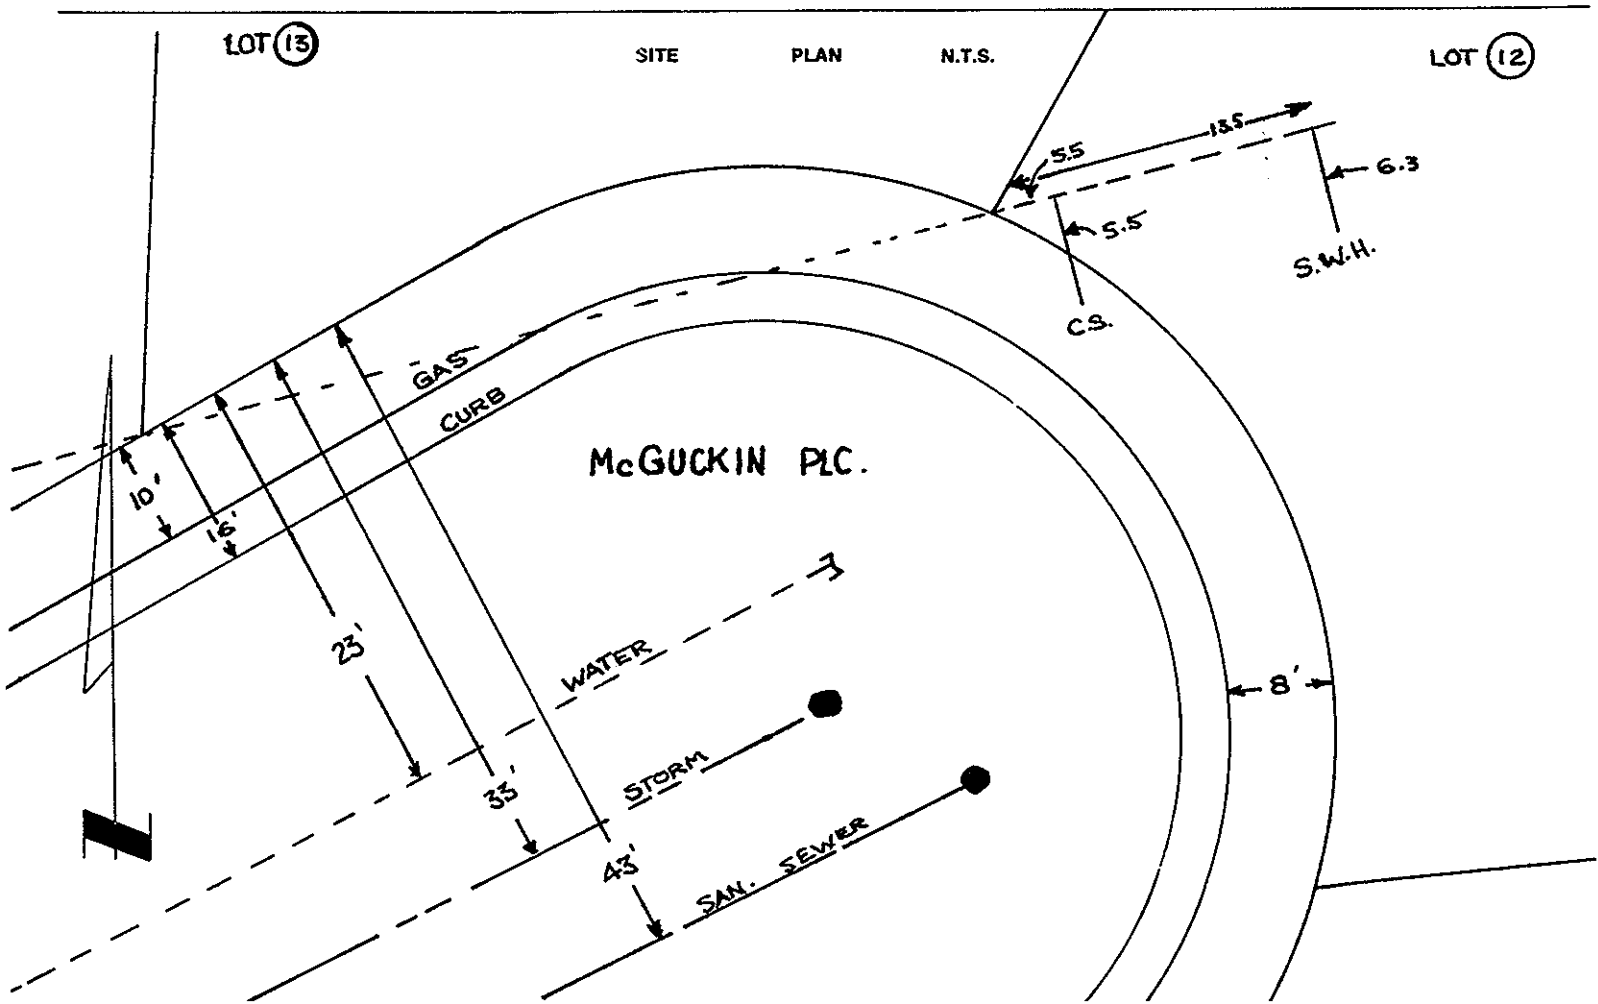 LOT 13
SITE PLAN N.T.S.
LOT 12
13.5
5.5
6.3
5.5
S.W.H.
C.S.
GAS
CURB
McGUCKIN PLC.
10'
16'
23'
WATER
8'
33'
STORM
43'
SAN. SEWER